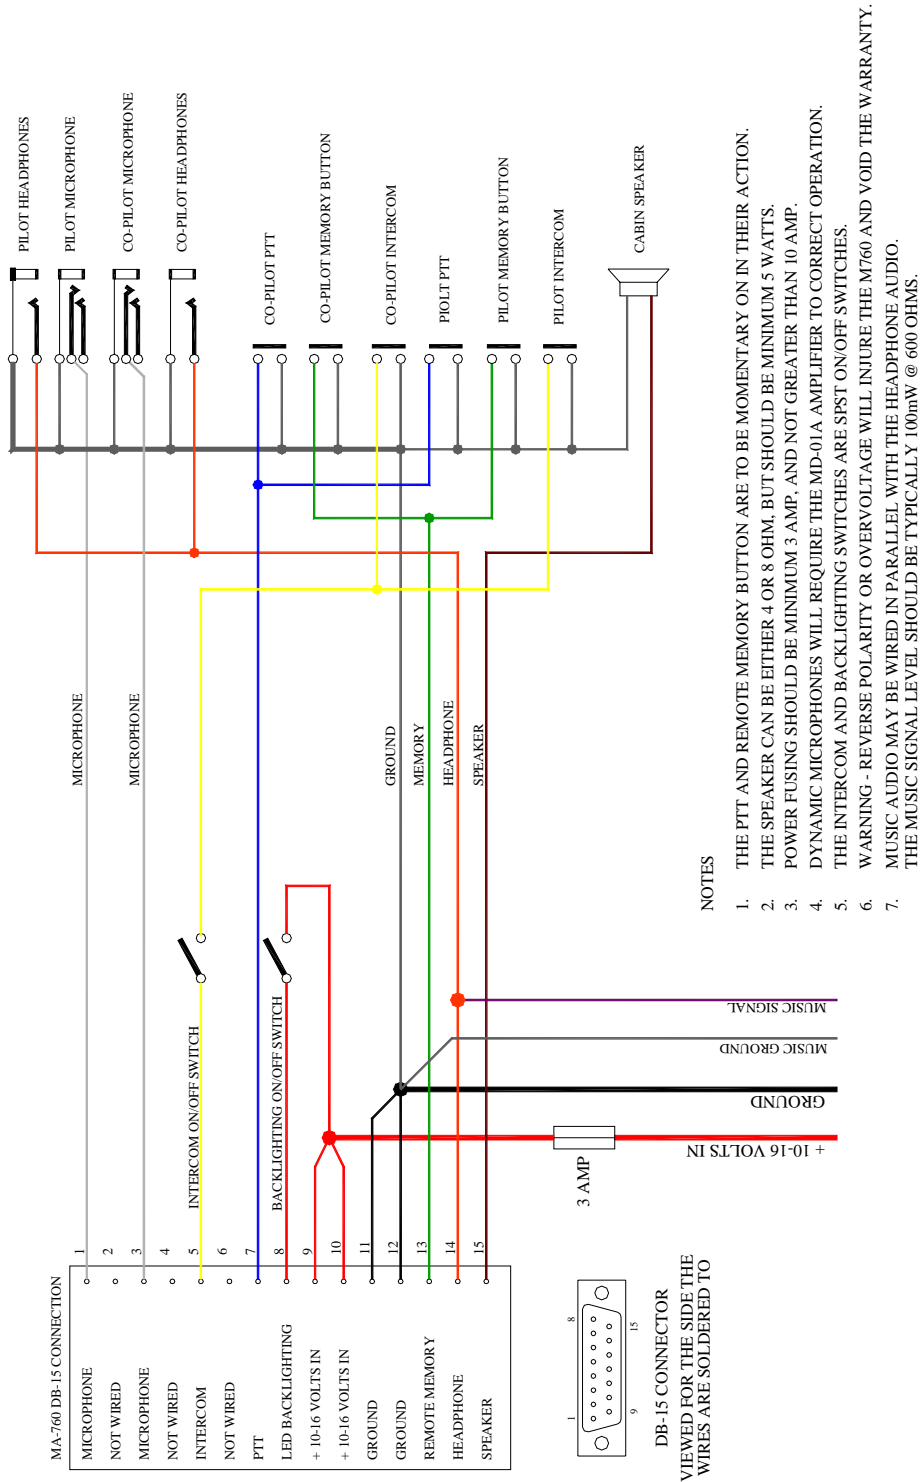 MA-760 DB-15 CONNECTION
MICROPHONE 1
NOT WIRED 2
MICROPHONE 3
NOT WIRED 4
INTERCOM 5
NOT WIRED 6
PTT 7
LED BACKLIGHTING 8
+ 10-16 VOLTS IN 9
+ 10-16 VOLTS IN 10
GROUND 11
GROUND 12
REMOTE MEMORY 13
HEADPHONE 14
SPEAKER 15
INTERCOM ON/OFF SWITCH
BACKLIGHTING ON/OFF SWITCH
MICROPHONE
MICROPHONE
GROUND
MEMORY
HEADPHONE
SPEAKER
PILOT HEADPHONES
PILOT MICROPHONE
CO-PILOT MICROPHONE
CO-PILOT HEADPHONES
CO-PILOT PTT
CO-PILOT MEMORY BUTTON
CO-PILOT INTERCOM
PIOLT PTT
PILOT MEMORY BUTTON
PILOT INTERCOM
CABIN SPEAKER
MUSIC SIGNAL
MUSIC GROUND
GROUND
+ 10-16 VOLTS IN
3 AMP
1
8
9
15
DB-15 CONNECTOR
VIEWED FOR THE SIDE THE
WIRES ARE SOLDERED TO
NOTES
1. THE PTT AND REMOTE MEMORY BUTTON ARE TO BE MOMENTARY ON IN THEIR ACTION.
2. THE SPEAKER CAN BE EITHER 4 OR 8 OHM, BUT SHOULD BE MINIMUM 5 WATTS.
3. POWER FUSING SHOULD BE MINIMUM 3 AMP, AND NOT GREATER THAN 10 AMP.
4. DYNAMIC MICROPHONES WILL REQUIRE THE MD-01A AMPLIFIER TO CORRECT OPERATION.
5. THE INTERCOM AND BACKLIGHTING SWITCHES ARE SPST ON/OFF SWITCHES.
6. WARNING - REVERSE POLARITY OR OVERVOLTAGE WILL INJURE THE M760 AND VOID THE WARRANTY.
7. MUSIC AUDIO MAY BE WIRED IN PARALLEL WITH THE HEADPHONE AUDIO.
THE MUSIC SIGNAL LEVEL SHOULD BE TYPICALLY 100mW @ 600 OHMS.